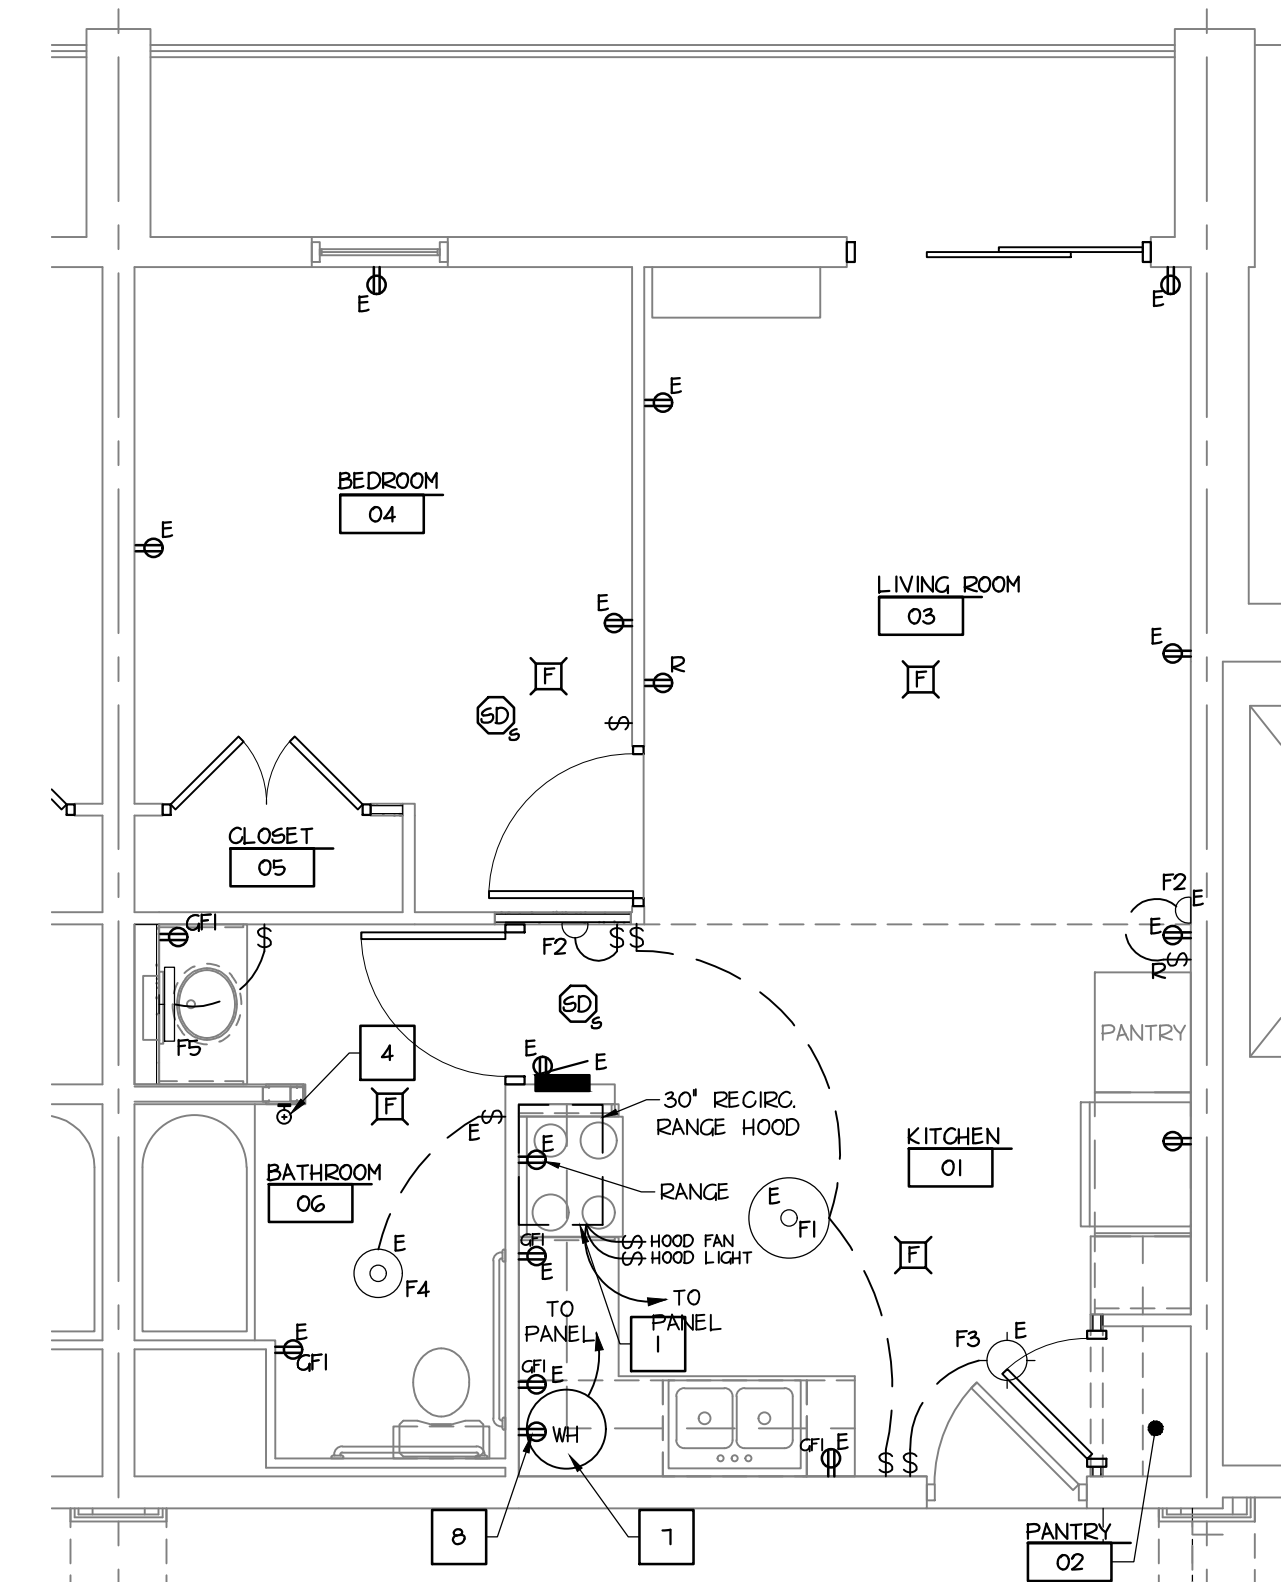 E
E
E
BEDROOM
04
E
LIVING ROOM
03
E
E
F
R
F
SD
S
$
CLOSET
05
F2
E
GFI
$
F2
$
$
E
$
R
SD
S
PANTRY
F5
4
E
E
F
30" RECIRC.
RANGE HOOD
E
$
KITCHEN
01
E
BATHROOM
06
RANGE
E
F1
E
F4
GFI
E
$ HOOD FAN
$ HOOD LIGHT
F
TO
PANEL
TO
PANEL
1
E
GFI
F3
E
GFI
E
WH
GFI
E
$
$
8
7
PANTRY
02